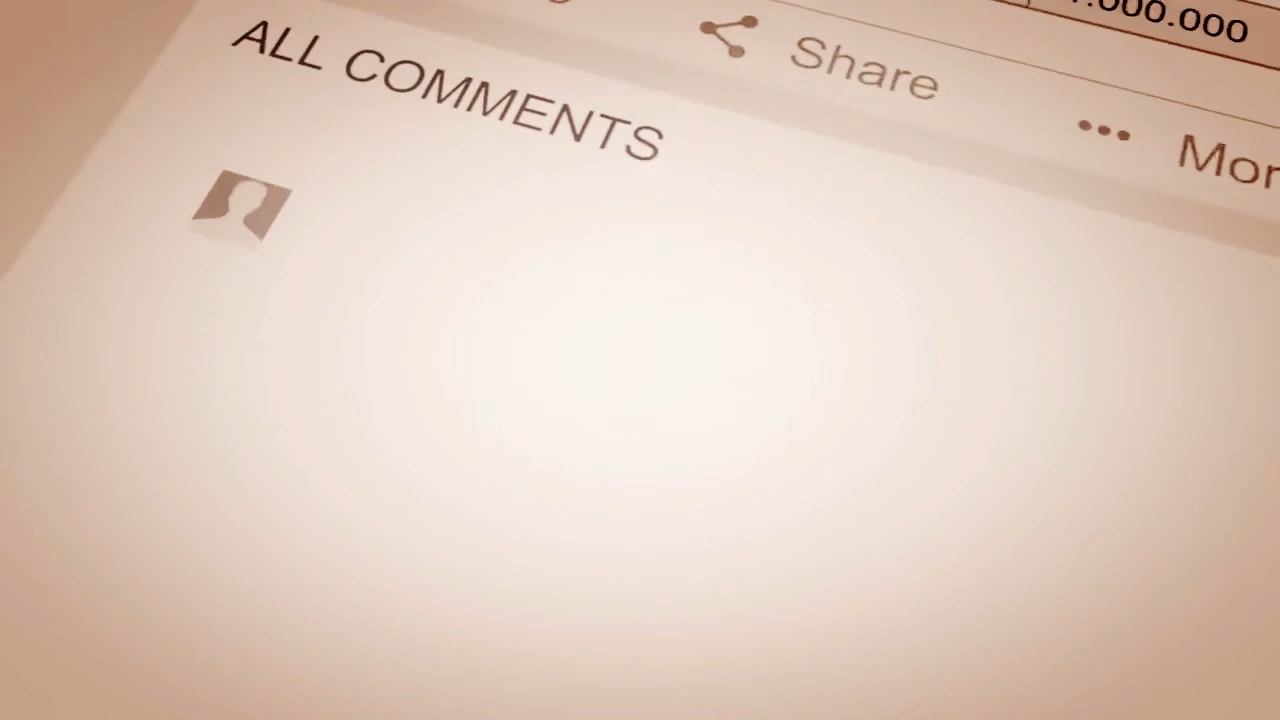 .000.000
Share
••• Mor
ALL COMMENTS